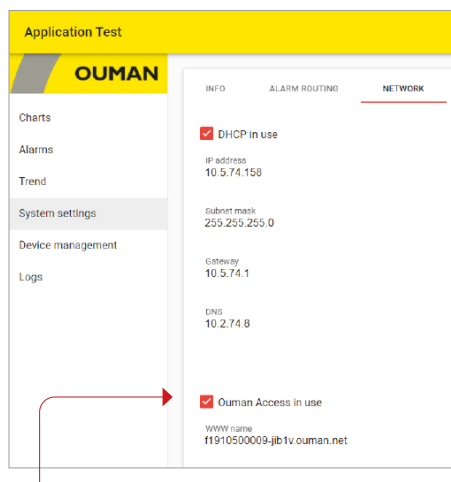 Application Test
OUMAN
Charts
Alarms
Trend
System settings
Device management
Logs
INFO ALARM ROUTING NETWORK
DHCP in use
IP address
10.5.74.158
Subnet mask
255.255.255.0
Gateway
10.5.74.1
DNS
10.2.74.8
Ouman Access in use
WWW name
f1910500009-jib1v.ouman.net